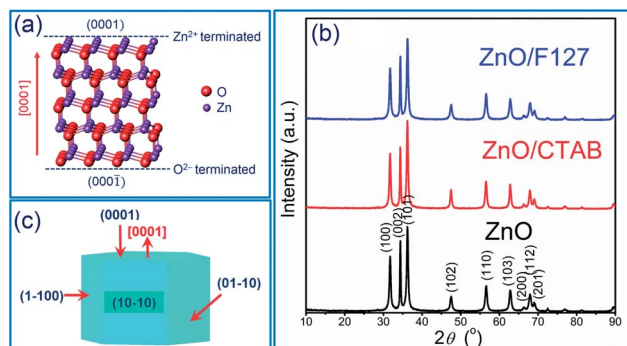 (a)
(0001)
Zn²⁺ terminated
[0001]
O
Zn
O²⁻ terminated
(0001̄)
(b)
ZnO/F127
ZnO/CTAB
ZnO
Intensity (a.u.)
(100)
(002)
(101)
(102)
(110)
(103)
(200)
(112)
(201)
10 20 30 40 50 60 70 80 90
2θ (°)
(c)
(0001)
[0001]
(1-100)
(01-10)
(10-10)